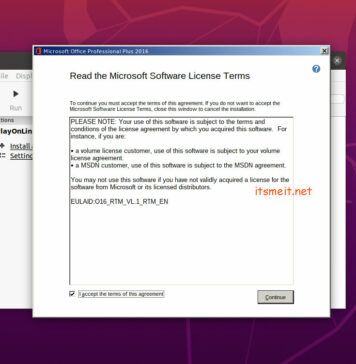 Microsoft Office Professional Plus 2016
Read the Microsoft Software License Terms
To continue you must accept the terms of this agreement. If you do not want to accept the
Microsoft Software License Terms, close this window to cancel the installation.
PLEASE NOTE: Your use of this software is subject to the terms and
conditions of the license agreement by which you acquired this software. For
instance, if you are:
• a volume license customer, use of this software is subject to your volume
license agreement.
• a MSDN customer, use of this software is subject to the MSDN agreement.
You may not use this software if you have not validly acquired a license for the
software from Microsoft or its licensed distributors.
EULAID:O16_RTM_VL.1_RTM_EN
itsmeit.net
I accept the terms of this agreement
Continue
ile Displ
Run
tions
layOnLin
Install a
Setting